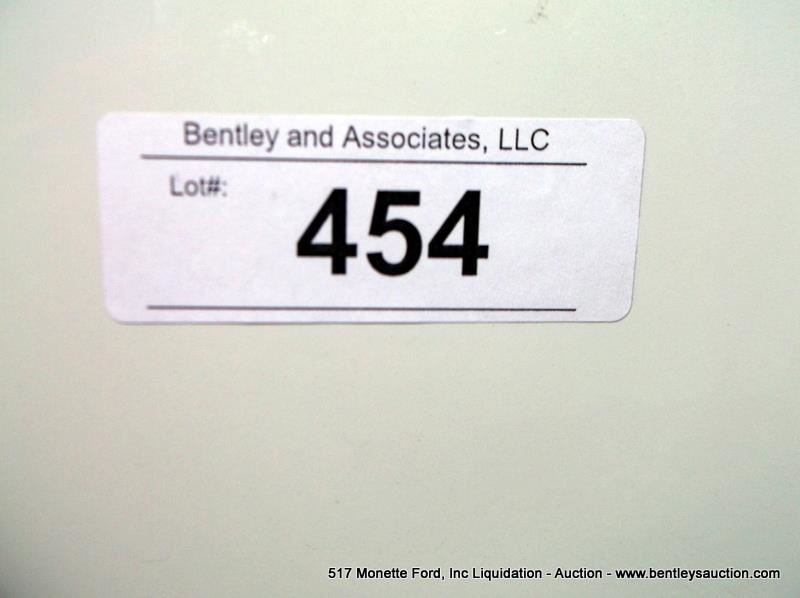 Bentley and Associates, LLC
Lot#:
454
517 Monette Ford, Inc Liquidation - Auction - www.bentleysauction.com